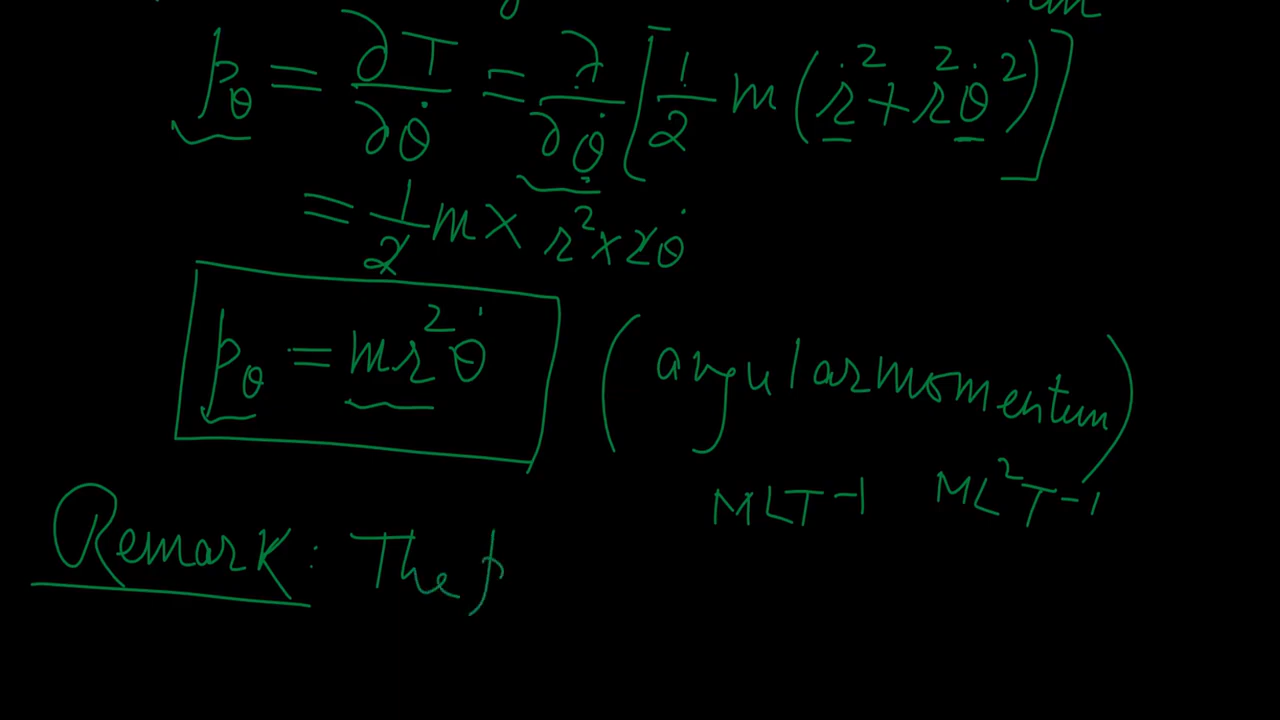 p_θ = ∂T/∂θ̇ = ∂/∂θ̇ [1/2 m(ṙ² + r²θ̇²)]
= 1/2 m × r² × 2θ̇
p_θ = mr²θ̇ (angular momentum)
MLT-1 ML²T-1
Remark: The p